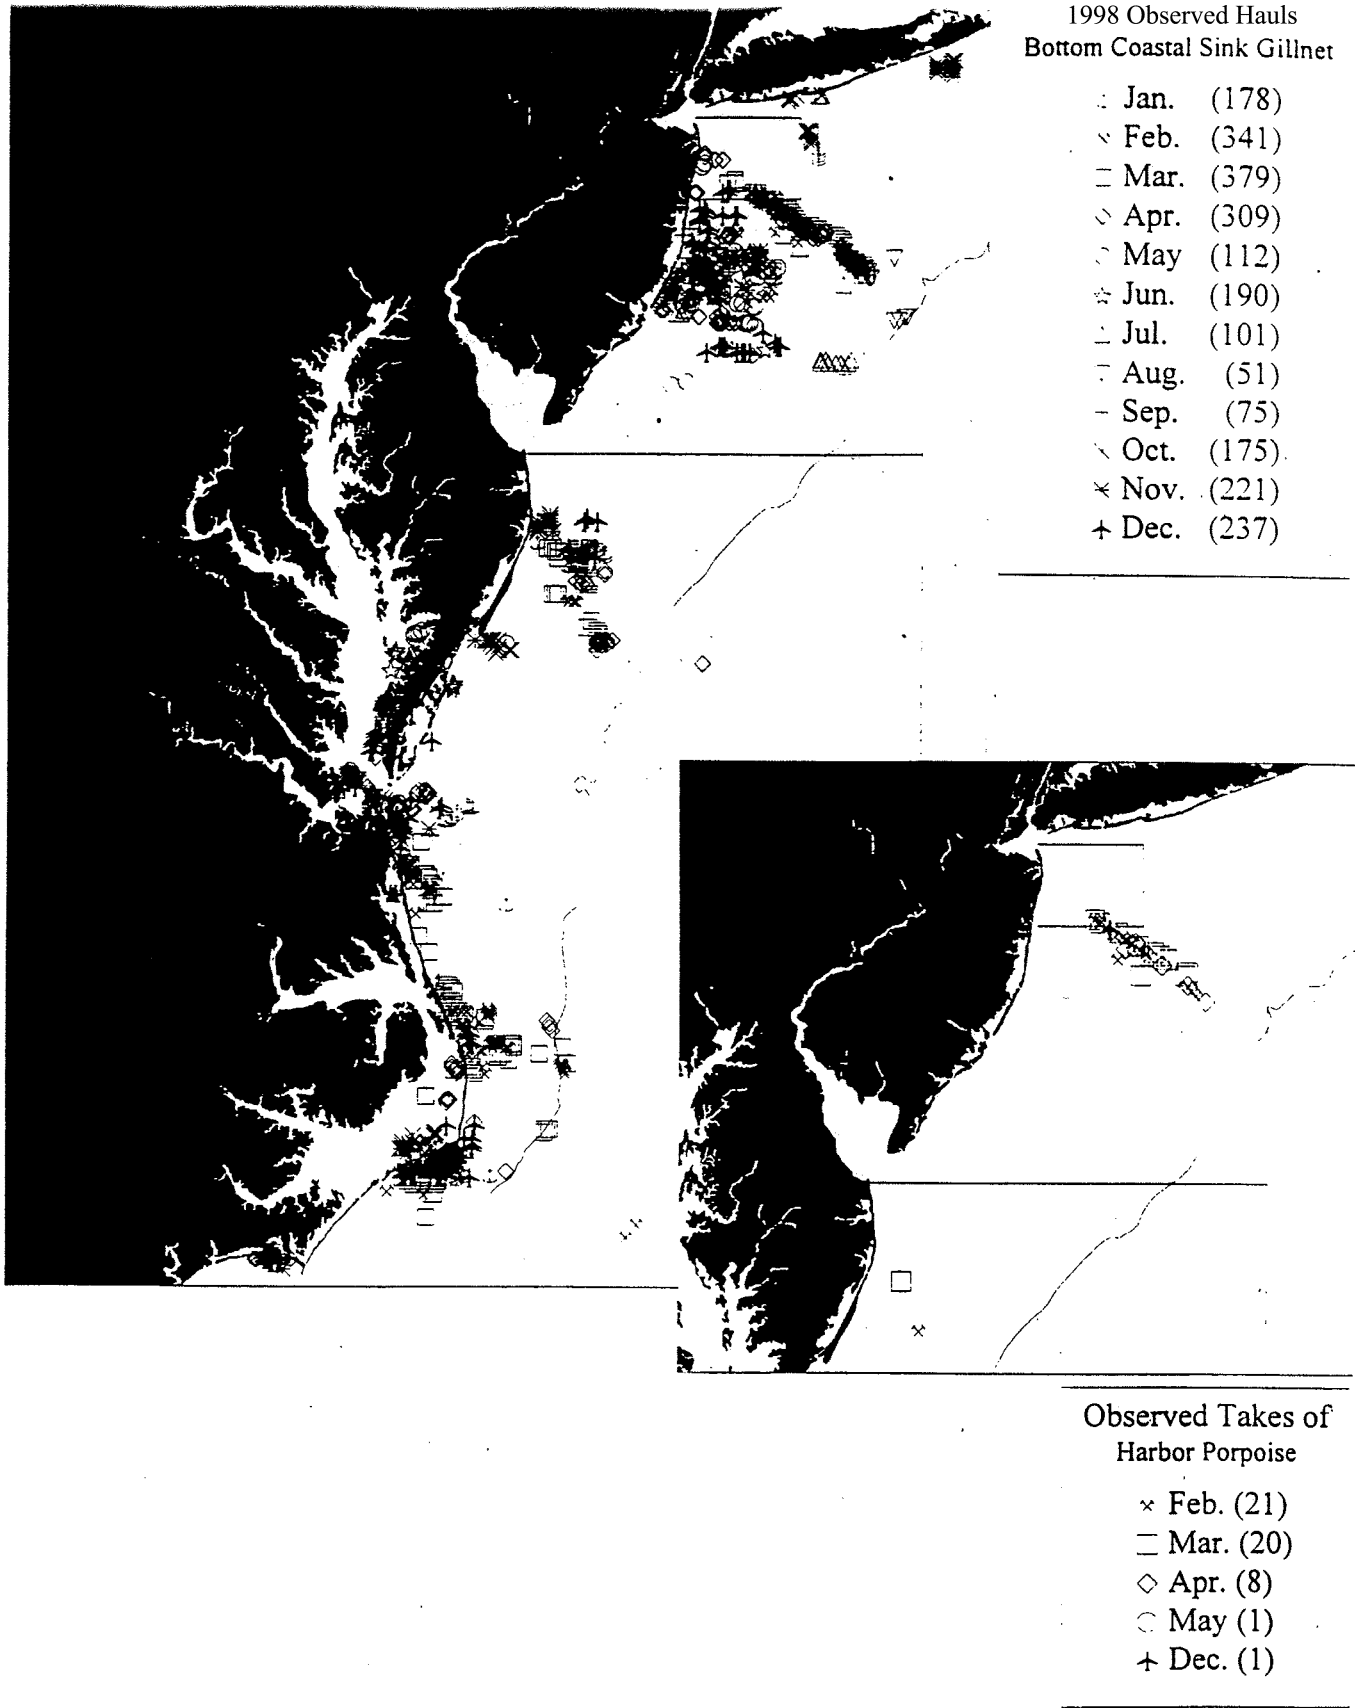 1998 Observed Hauls
Bottom Coastal Sink Gillnet
Jan. (178)
Feb. (341)
Mar. (379)
Apr. (309)
May (112)
Jun. (190)
Jul. (101)
Aug. (51)
Sep. (75)
Oct. (175)
Nov. (221)
Dec. (237)
Observed Takes of
Harbor Porpoise
Feb. (21)
Mar. (20)
Apr. (8)
May (1)
Dec. (1)